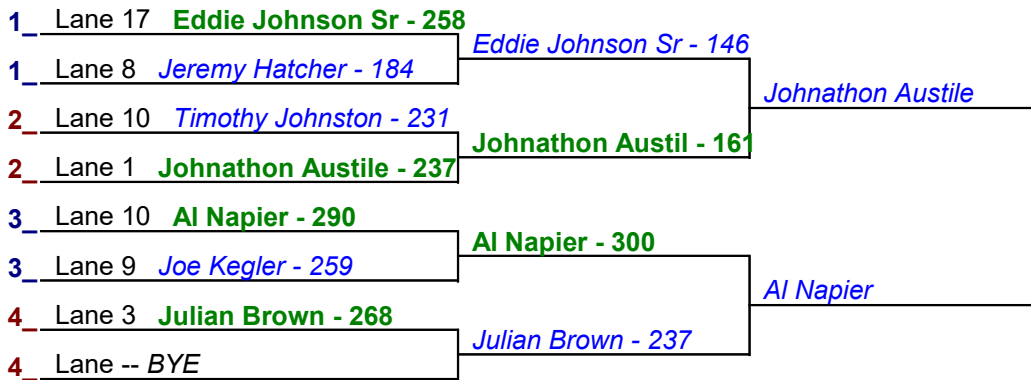 1_ Lane 17 Eddie Johnson Sr - 258
Eddie Johnson Sr - 146
1_ Lane 8 Jeremy Hatcher - 184
Johnathon Austile
2_ Lane 10 Timothy Johnston - 231
Johnathon Austil - 161
2_ Lane 1 Johnathon Austile - 237
3_ Lane 10 Al Napier - 290
Al Napier - 300
3_ Lane 9 Joe Kegler - 259
Al Napier
4_ Lane 3 Julian Brown - 268
Julian Brown - 237
4_ Lane -- BYE